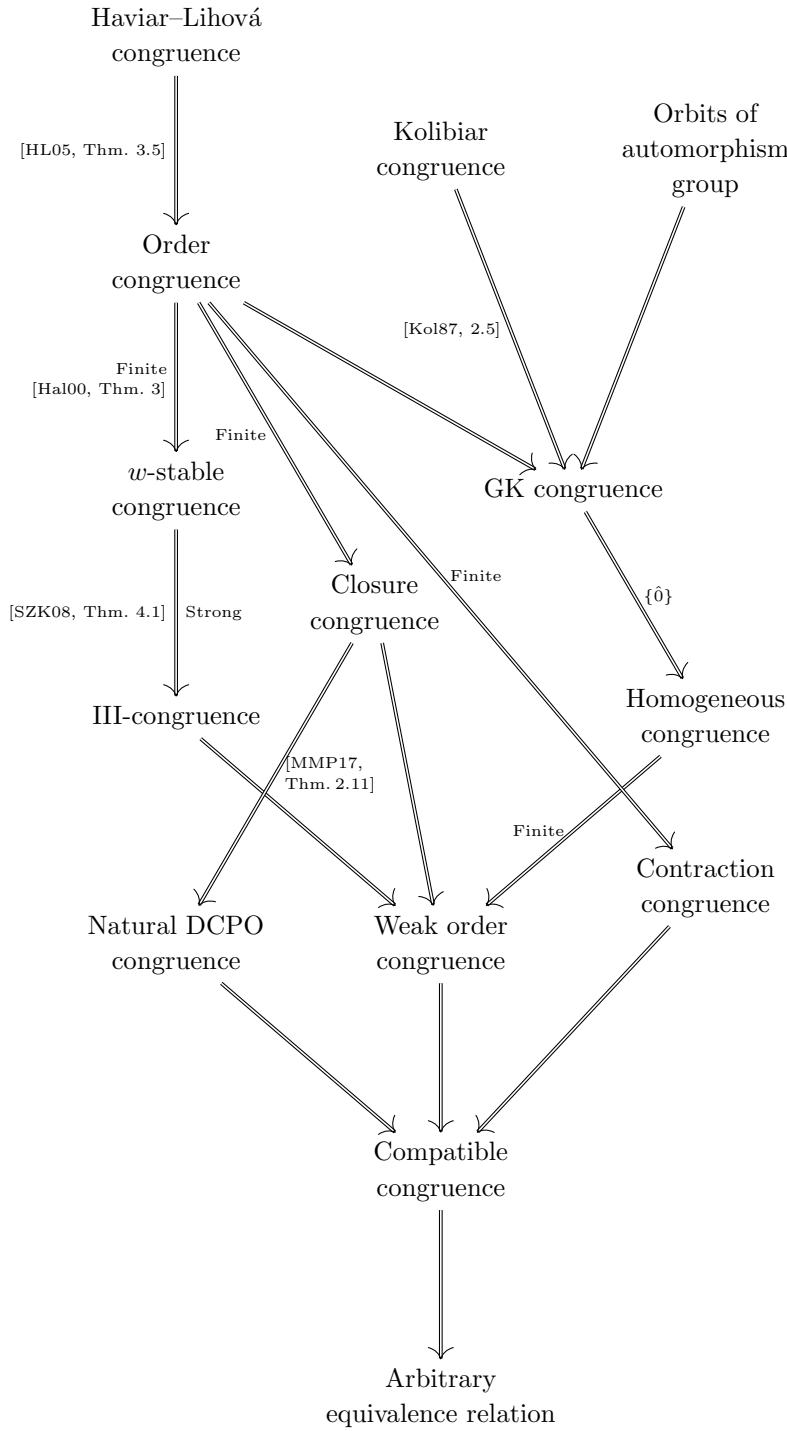 Haviar–Lihová
congruence
Orbits of
automorphism
group
Kolibiar
congruence
[HL05, Thm. 3.5]
Order
congruence
[Kol87, 2.5]
Finite
[Hal00, Thm. 3]
Finite
w-stable
congruence
GK congruence
Finite
Closure
congruence
{0̂}
[SZK08, Thm. 4.1]
Strong
III-congruence
Homogeneous
congruence
[MMP17,
Thm. 2.11]
Finite
Contraction
congruence
Natural DCPO
congruence
Weak order
congruence
Compatible
congruence
Arbitrary
equivalence relation